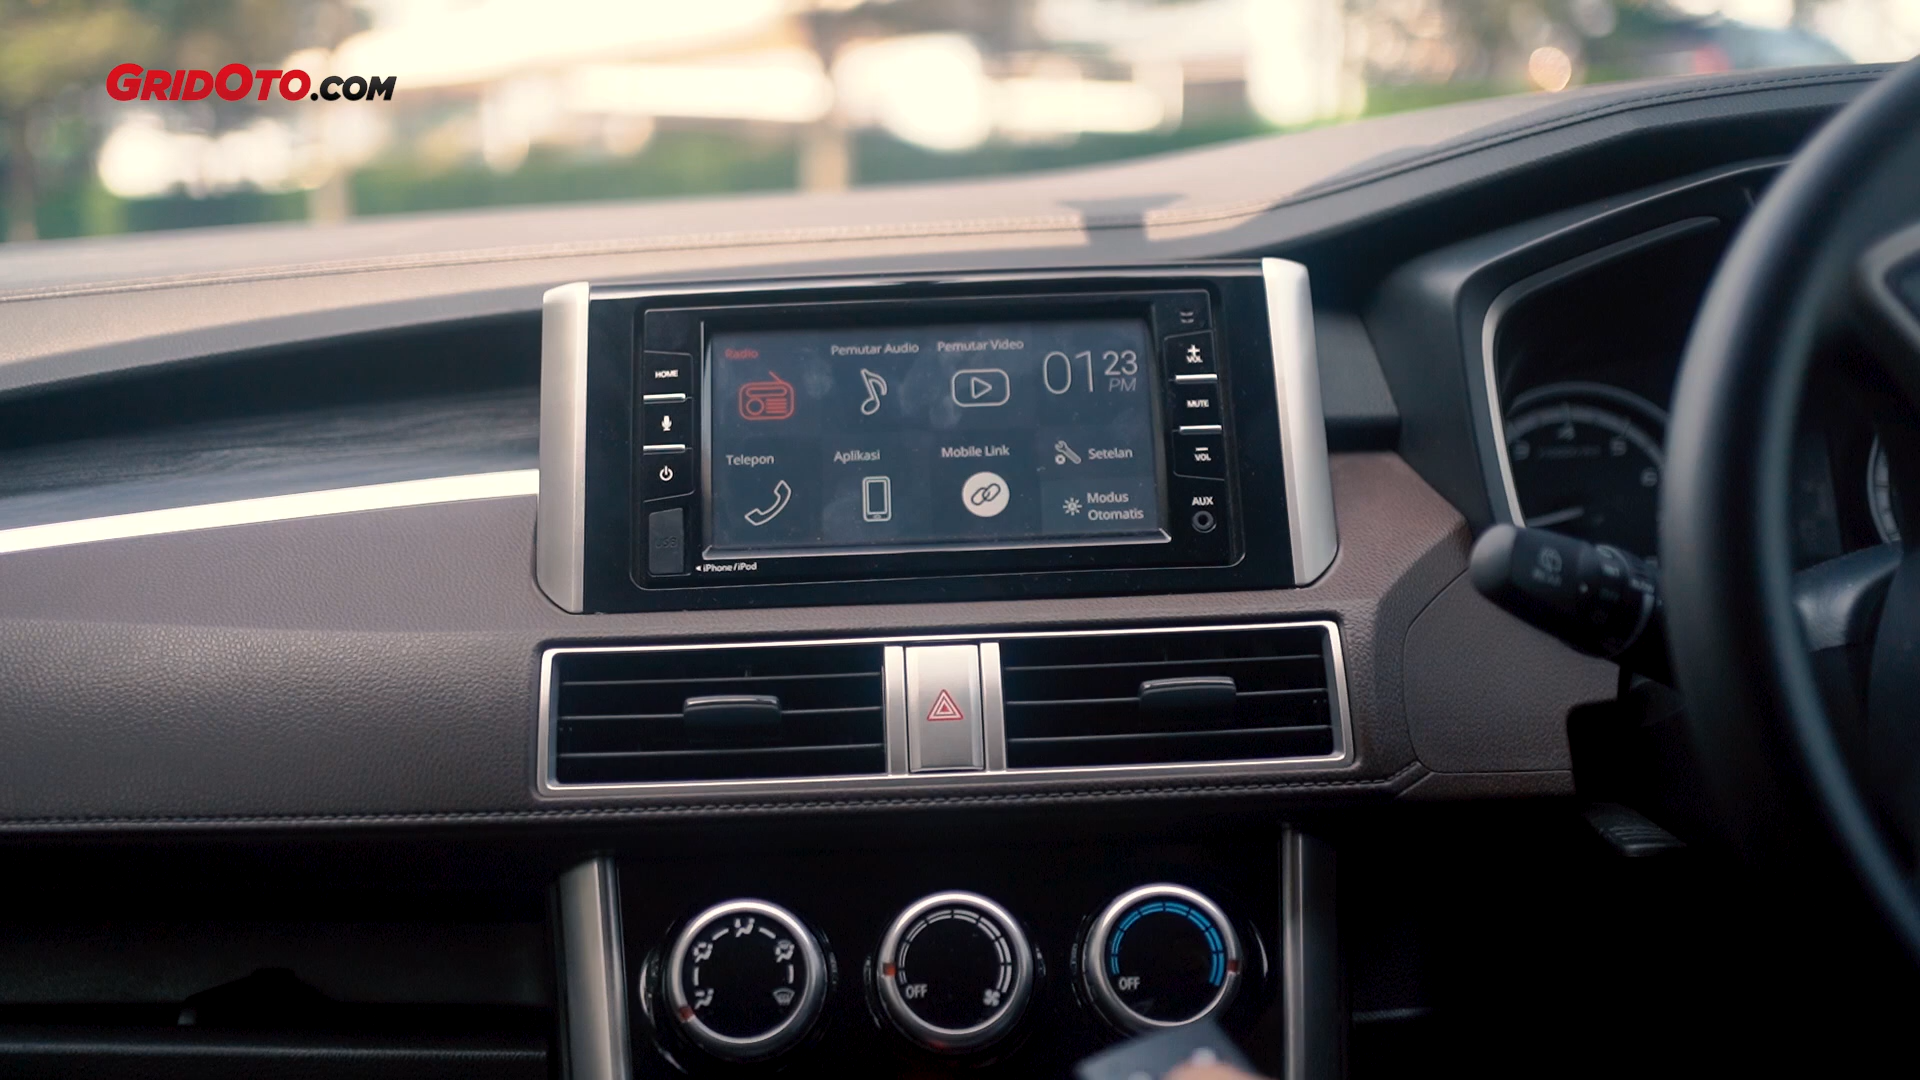 GRIDOTO.COM
Radio
Pemutar Audio
Pemutar Video
01 23
PM
Telepon
Aplikasi
Mobile Link
Setelan
Modus
Otomatis
HOME
VOL
MUTE
VOL
AUX
iPhone/iPod
OFF
OFF